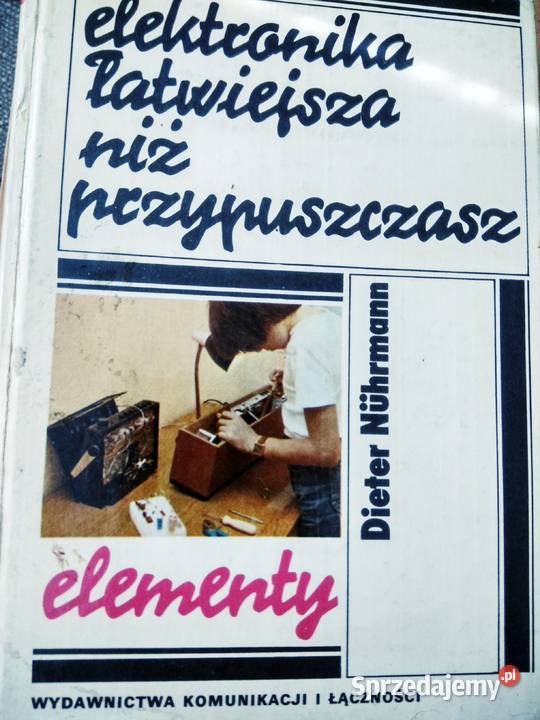 elektronika
łatwiejsza
niż
przypuszczasz
Dieter Nührmann
elementy
WYDAWNICTWA KOMUNIKACJI I ŁĄCZNOŚCI
Sprzedajemy.pl